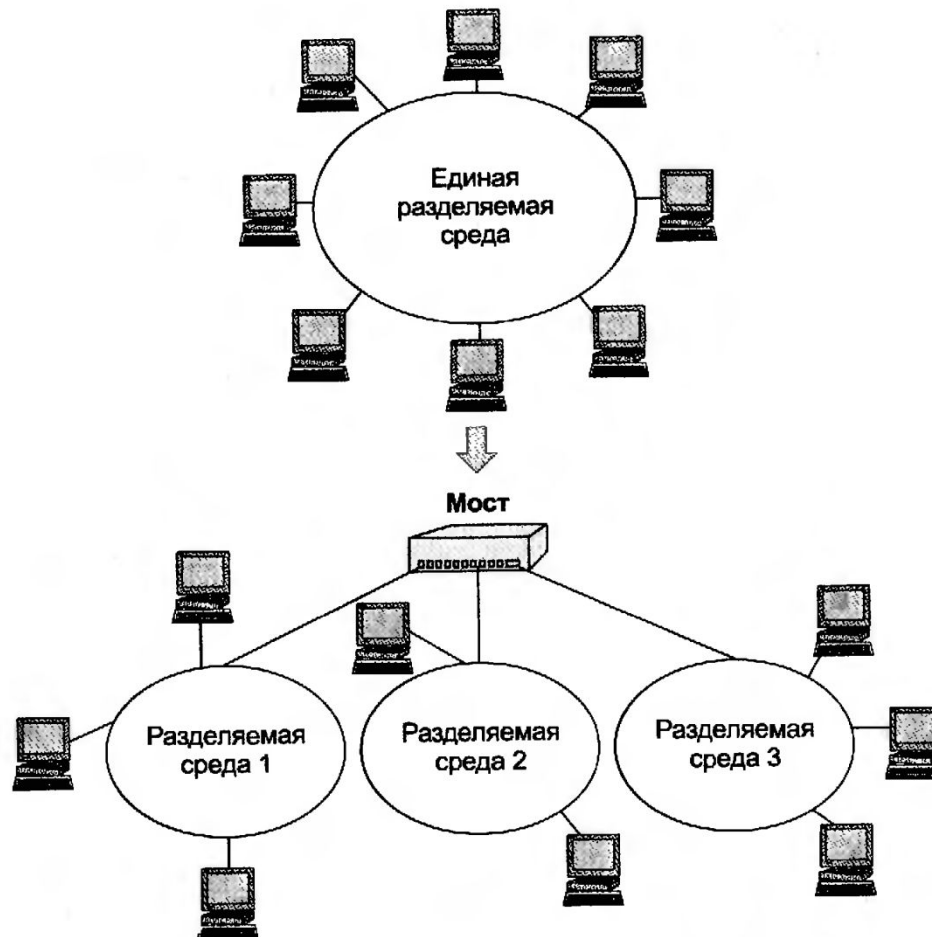 Единая
разделяемая
среда
Мост
Разделяемая
среда 1
Разделяемая
среда 2
Разделяемая
среда 3